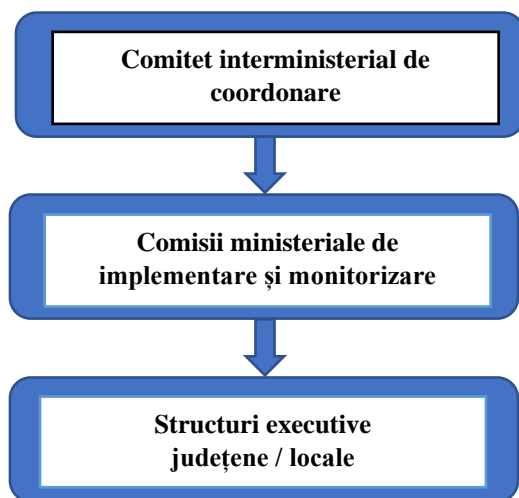 Comitet interministerial de
coordonare
Comisii ministeriale de
implementare și monitorizare
Structuri executive
județene / locale